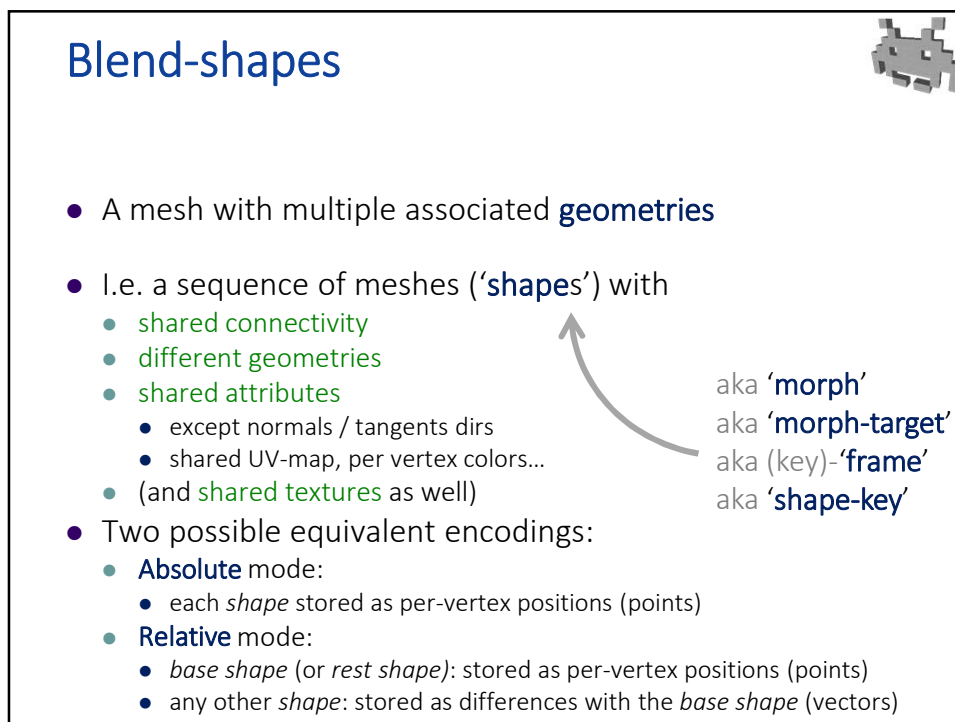 Blend-shapes
● A mesh with multiple associated geometries
● I.e. a sequence of meshes (‘shapes’) with
● shared connectivity
● different geometries
● shared attributes
● except normals / tangents dirs
● shared UV-map, per vertex colors…
● (and shared textures as well)
aka ‘morph’
aka ‘morph-target’
aka (key)-‘frame’
aka ‘shape-key’
● Two possible equivalent encodings:
● Absolute mode:
● each shape stored as per-vertex positions (points)
● Relative mode:
● base shape (or rest shape): stored as per-vertex positions (points)
● any other shape: stored as differences with the base shape (vectors)